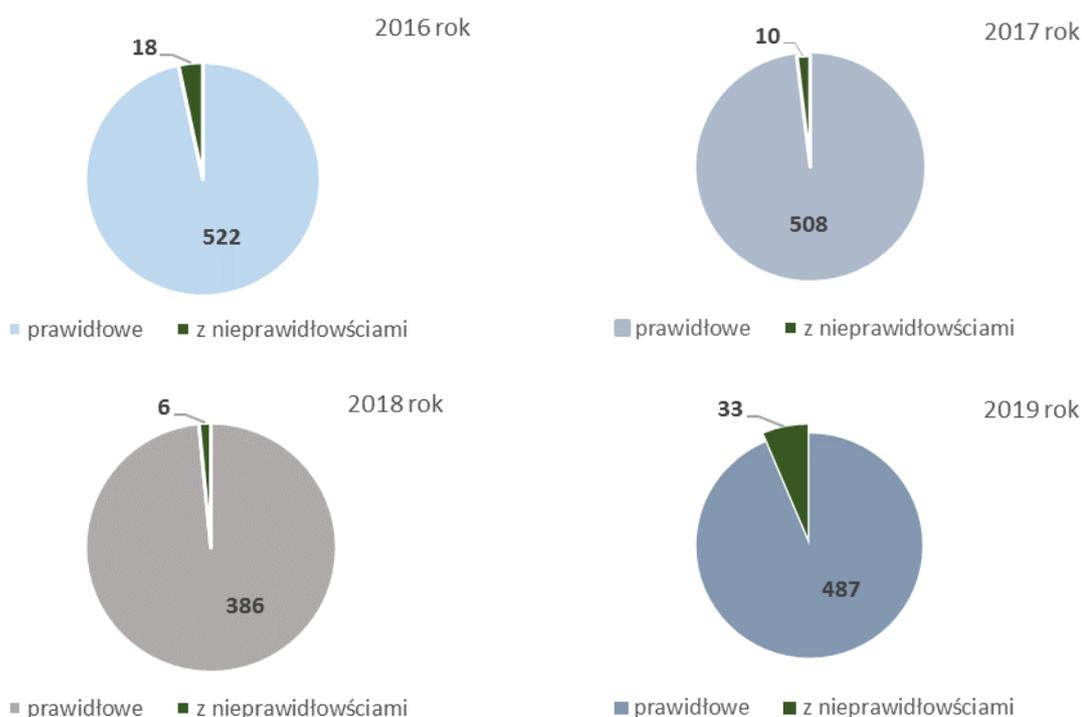 2016 rok
18
522
prawidłowe z nieprawidłowściami
2017 rok
10
508
prawidłowe z nieprawidłowściami
2018 rok
6
386
prawidłowe z nieprawidłowściami
2019 rok
33
487
prawidłowe z nieprawidłowściami